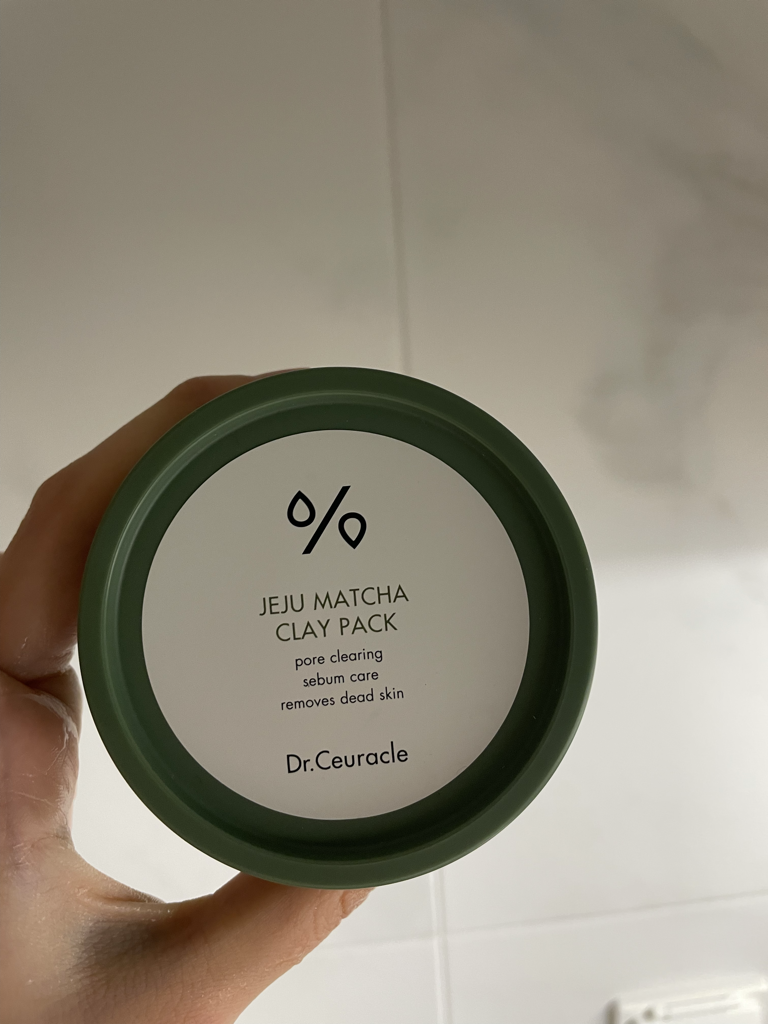 %
JEJU MATCHA
CLAY PACK
pore clearing
sebum care
removes dead skin
Dr.Ceuracle